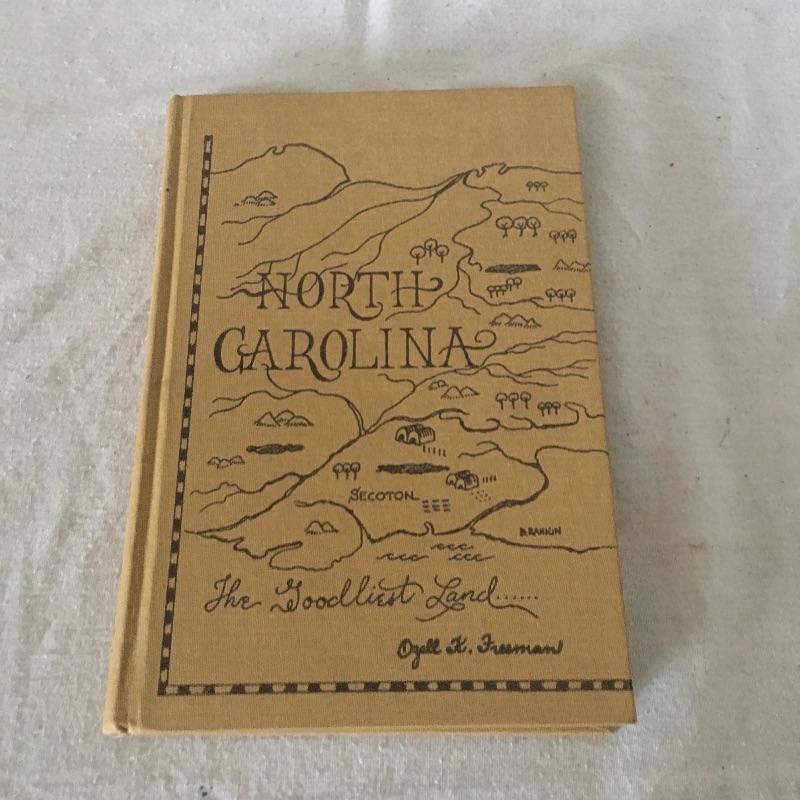 NORTH
CAROLINA
SECOTON
B. RANKIN
The Goodliest Land......
Ozell K. Freeman